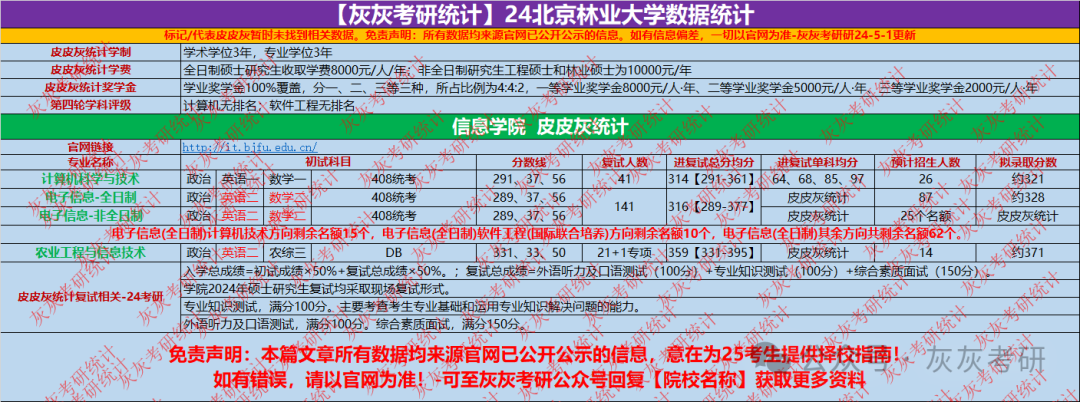 【灰灰考研统计】24北京林业大学数据统计
标记/代表皮皮灰暂时未找到相关数据。免责声明：所有数据均来源官网已公开公示的信息。如有信息偏差，一切以官网为准-灰灰考研24-5-1更新
皮皮灰统计学制 学术学位3年，专业学位3年
皮皮灰统计学费 全日制硕士研究生收取学费8000元/人/年；非全日制研究生工程硕士和林业硕士为10000元/年
皮皮灰统计奖学金 学业奖学金100%覆盖，分一、二、三等三种，所占比例为4:4:2，一等学业奖学金8000元/人·年、二等学业奖学金5000元/人·年、三等学业奖学金2000元/人·年
第四轮学科评级 计算机无排名；软件工程无排名
信息学院 皮皮灰统计
官网链接 http://it.bjfu.edu.cn/
专业名称 初试科目 分数线 复试人数 进复试总分均分 进复试单科均分 预计招生人数 拟录取分数
计算机科学与技术 政治 英语一 数学一 408统考 291，37，56 41 314【291-361】 64、68、85、97 26 约321
电子信息-全日制 政治 英语二 数学二 408统考 289，37，56 141 316【289-377】 皮皮灰统计 87 约328
电子信息-非全日制 政治 英语二 数学二 408统考 289，37，56 皮皮灰统计 25个名额 皮皮灰统计
电子信息(全日制)计算机技术方向剩余名额15个，电子信息(全日制)软件工程(国际联合培养)方向剩余名额10个，电子信息(全日制)其余方向共剩余名额62个。
农业工程与信息技术 政治 英语二 农综三 DB 331，33，50 21+1专项 359【331-395】 皮皮灰统计 14 约371
皮皮灰统计复试相关-24考研
入学总成绩=初试成绩×50%+复试总成绩×50%。；复试总成绩=外语听力及口语测试（100分）+专业知识测试（100分）+综合素质面试（150分）。
学院2024年硕士研究生复试均采取现场复试形式。
专业知识测试，满分100分。主要考查考生专业基础和运用专业知识解决问题的能力。
外语听力及口语测试，满分100分。综合素质面试，满分150分。
免责声明：本篇文章所有数据均来源官网已公开公示的信息，意在为25考生提供择校指南！
如有错误，请以官网为准！-可至灰灰考研公众号回复【院校名称】获取更多资料
公众号 · 灰灰考研
灰灰考研统计